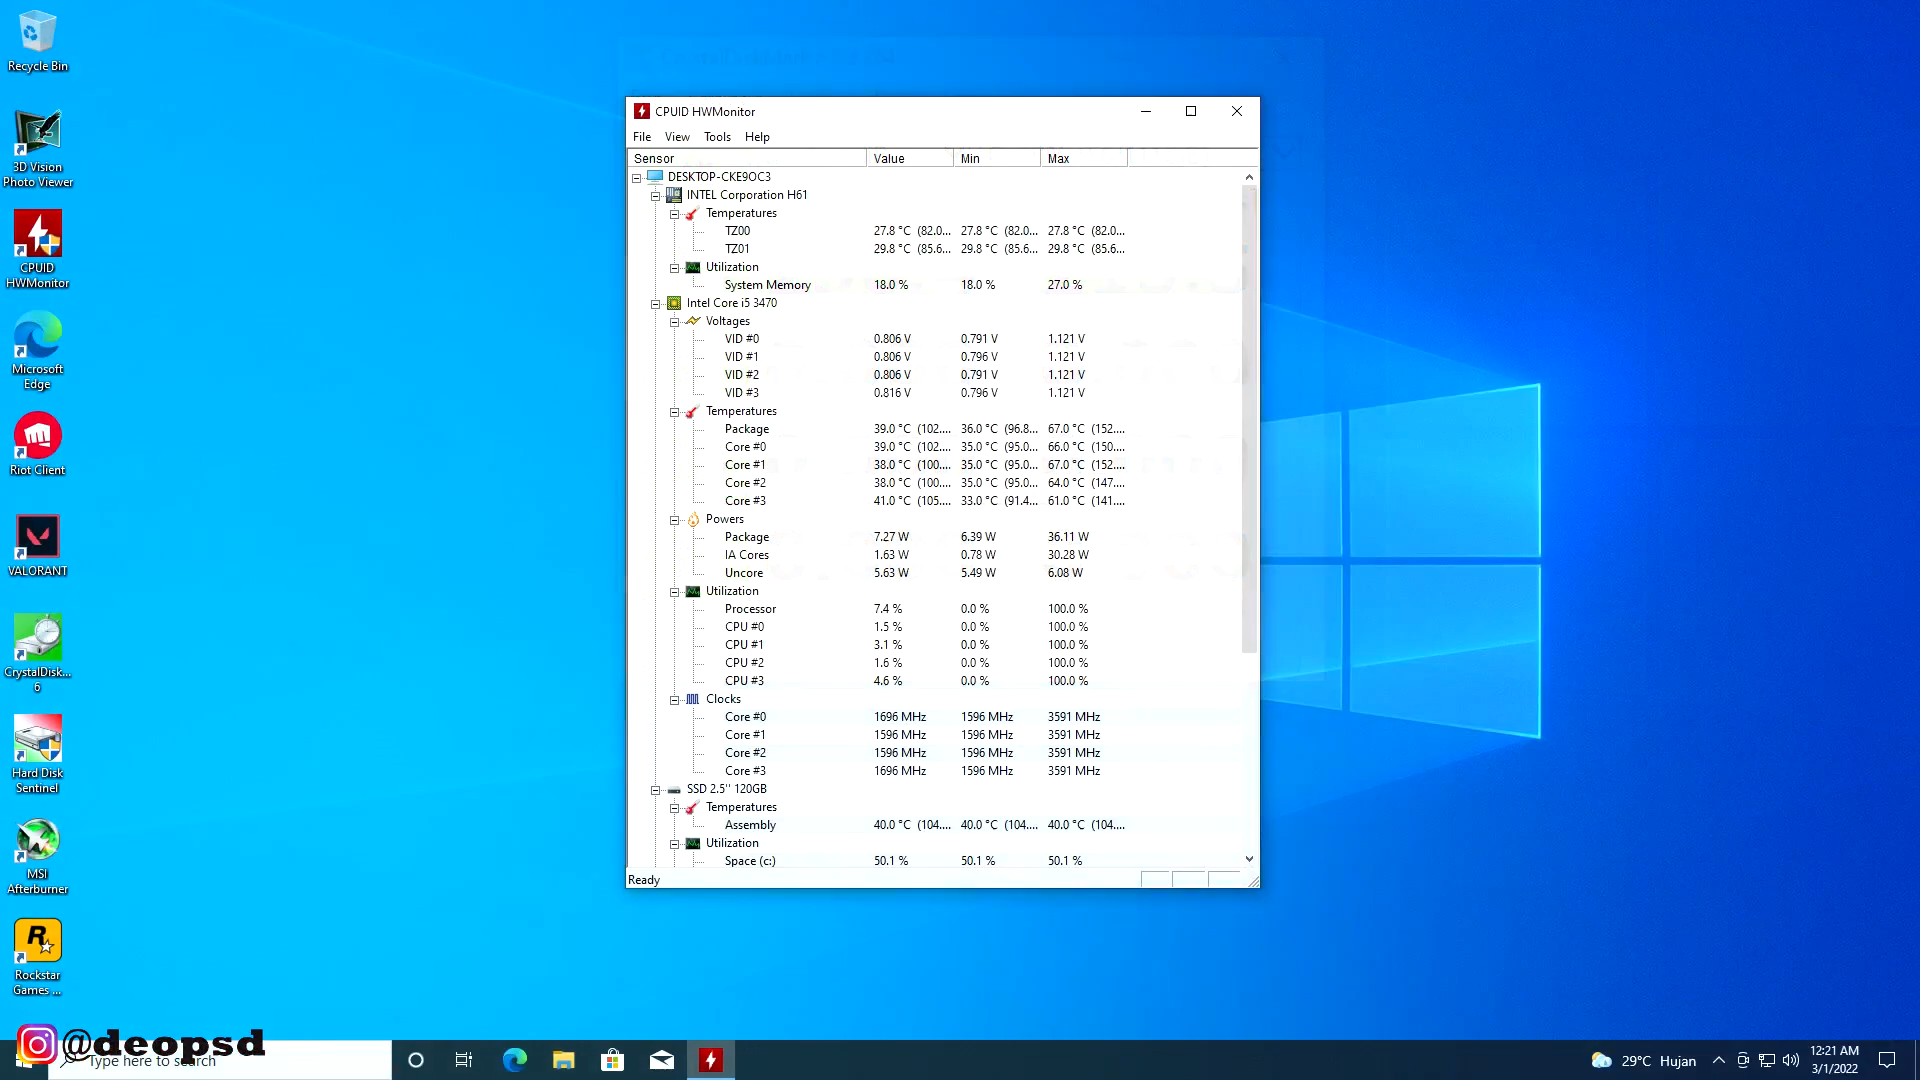 Recycle Bin
3D Vision
Photo Viewer
CPUID
HWMonitor
Microsoft
Edge
Riot Client
VALORANT
CrystalDisk...
6
Hard Disk
Sentinel
MSI
Afterburner
Rockstar
Games ...
CPUID HWMonitor
File View Tools Help
Sensor Value Min Max
DESKTOP-CKE9OC3
INTEL Corporation H61
Temperatures
TZ00 27.8 °C (82.0... 27.8 °C (82.0... 27.8 °C (82.0...
TZ01 29.8 °C (85.6... 29.8 °C (85.6... 29.8 °C (85.6...
Utilization
System Memory 18.0 % 18.0 % 27.0 %
Intel Core i5 3470
Voltages
VID #0 0.806 V 0.791 V 1.121 V
VID #1 0.806 V 0.796 V 1.121 V
VID #2 0.806 V 0.791 V 1.121 V
VID #3 0.816 V 0.796 V 1.121 V
Temperatures
Package 39.0 °C (102.... 36.0 °C (96.8... 67.0 °C (152....
Core #0 39.0 °C (102.... 35.0 °C (95.0... 66.0 °C (150....
Core #1 38.0 °C (100.... 35.0 °C (95.0... 67.0 °C (152....
Core #2 38.0 °C (100.... 35.0 °C (95.0... 64.0 °C (147....
Core #3 41.0 °C (105.... 33.0 °C (91.4... 61.0 °C (141....
Powers
Package 7.27 W 6.39 W 36.11 W
IA Cores 1.63 W 0.78 W 30.28 W
Uncore 5.63 W 5.49 W 6.08 W
Utilization
Processor 7.4 % 0.0 % 100.0 %
CPU #0 1.5 % 0.0 % 100.0 %
CPU #1 3.1 % 0.0 % 100.0 %
CPU #2 1.6 % 0.0 % 100.0 %
CPU #3 4.6 % 0.0 % 100.0 %
Clocks
Core #0 1696 MHz 1596 MHz 3591 MHz
Core #1 1596 MHz 1596 MHz 3591 MHz
Core #2 1596 MHz 1596 MHz 3591 MHz
Core #3 1696 MHz 1596 MHz 3591 MHz
SSD 2.5'' 120GB
Temperatures
Assembly 40.0 °C (104.... 40.0 °C (104.... 40.0 °C (104....
Utilization
Space (c:) 50.1 % 50.1 % 50.1 %
Ready
@deopsd
Type here to search
29°C Hujan
12:21 AM
3/1/2022